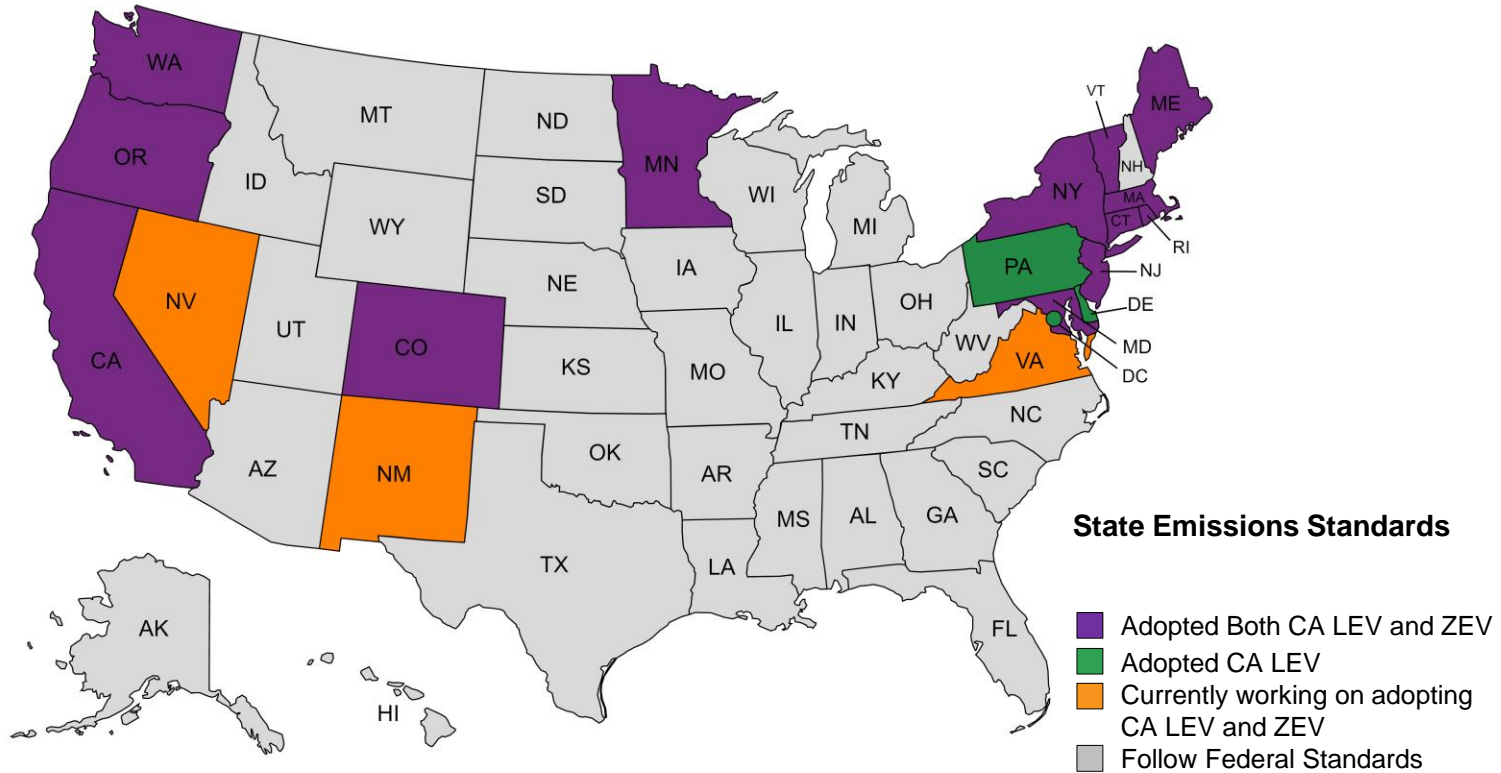 WA
MT
ND
MN
VT
ME
OR
ID
SD
WI
NH
NY
MA
WY
MI
CT
RI
IA
PA
NJ
NE
NV
OH
DE
UT
IL
IN
CO
WV
VA
MD
CA
KS
MO
KY
DC
NC
TN
AZ
NM
OK
AR
SC
MS
AL
GA
State Emissions Standards
TX
LA
AK
FL
HI
Adopted Both CA LEV and ZEV
Adopted CA LEV
Currently working on adopting
CA LEV and ZEV
Follow Federal Standards